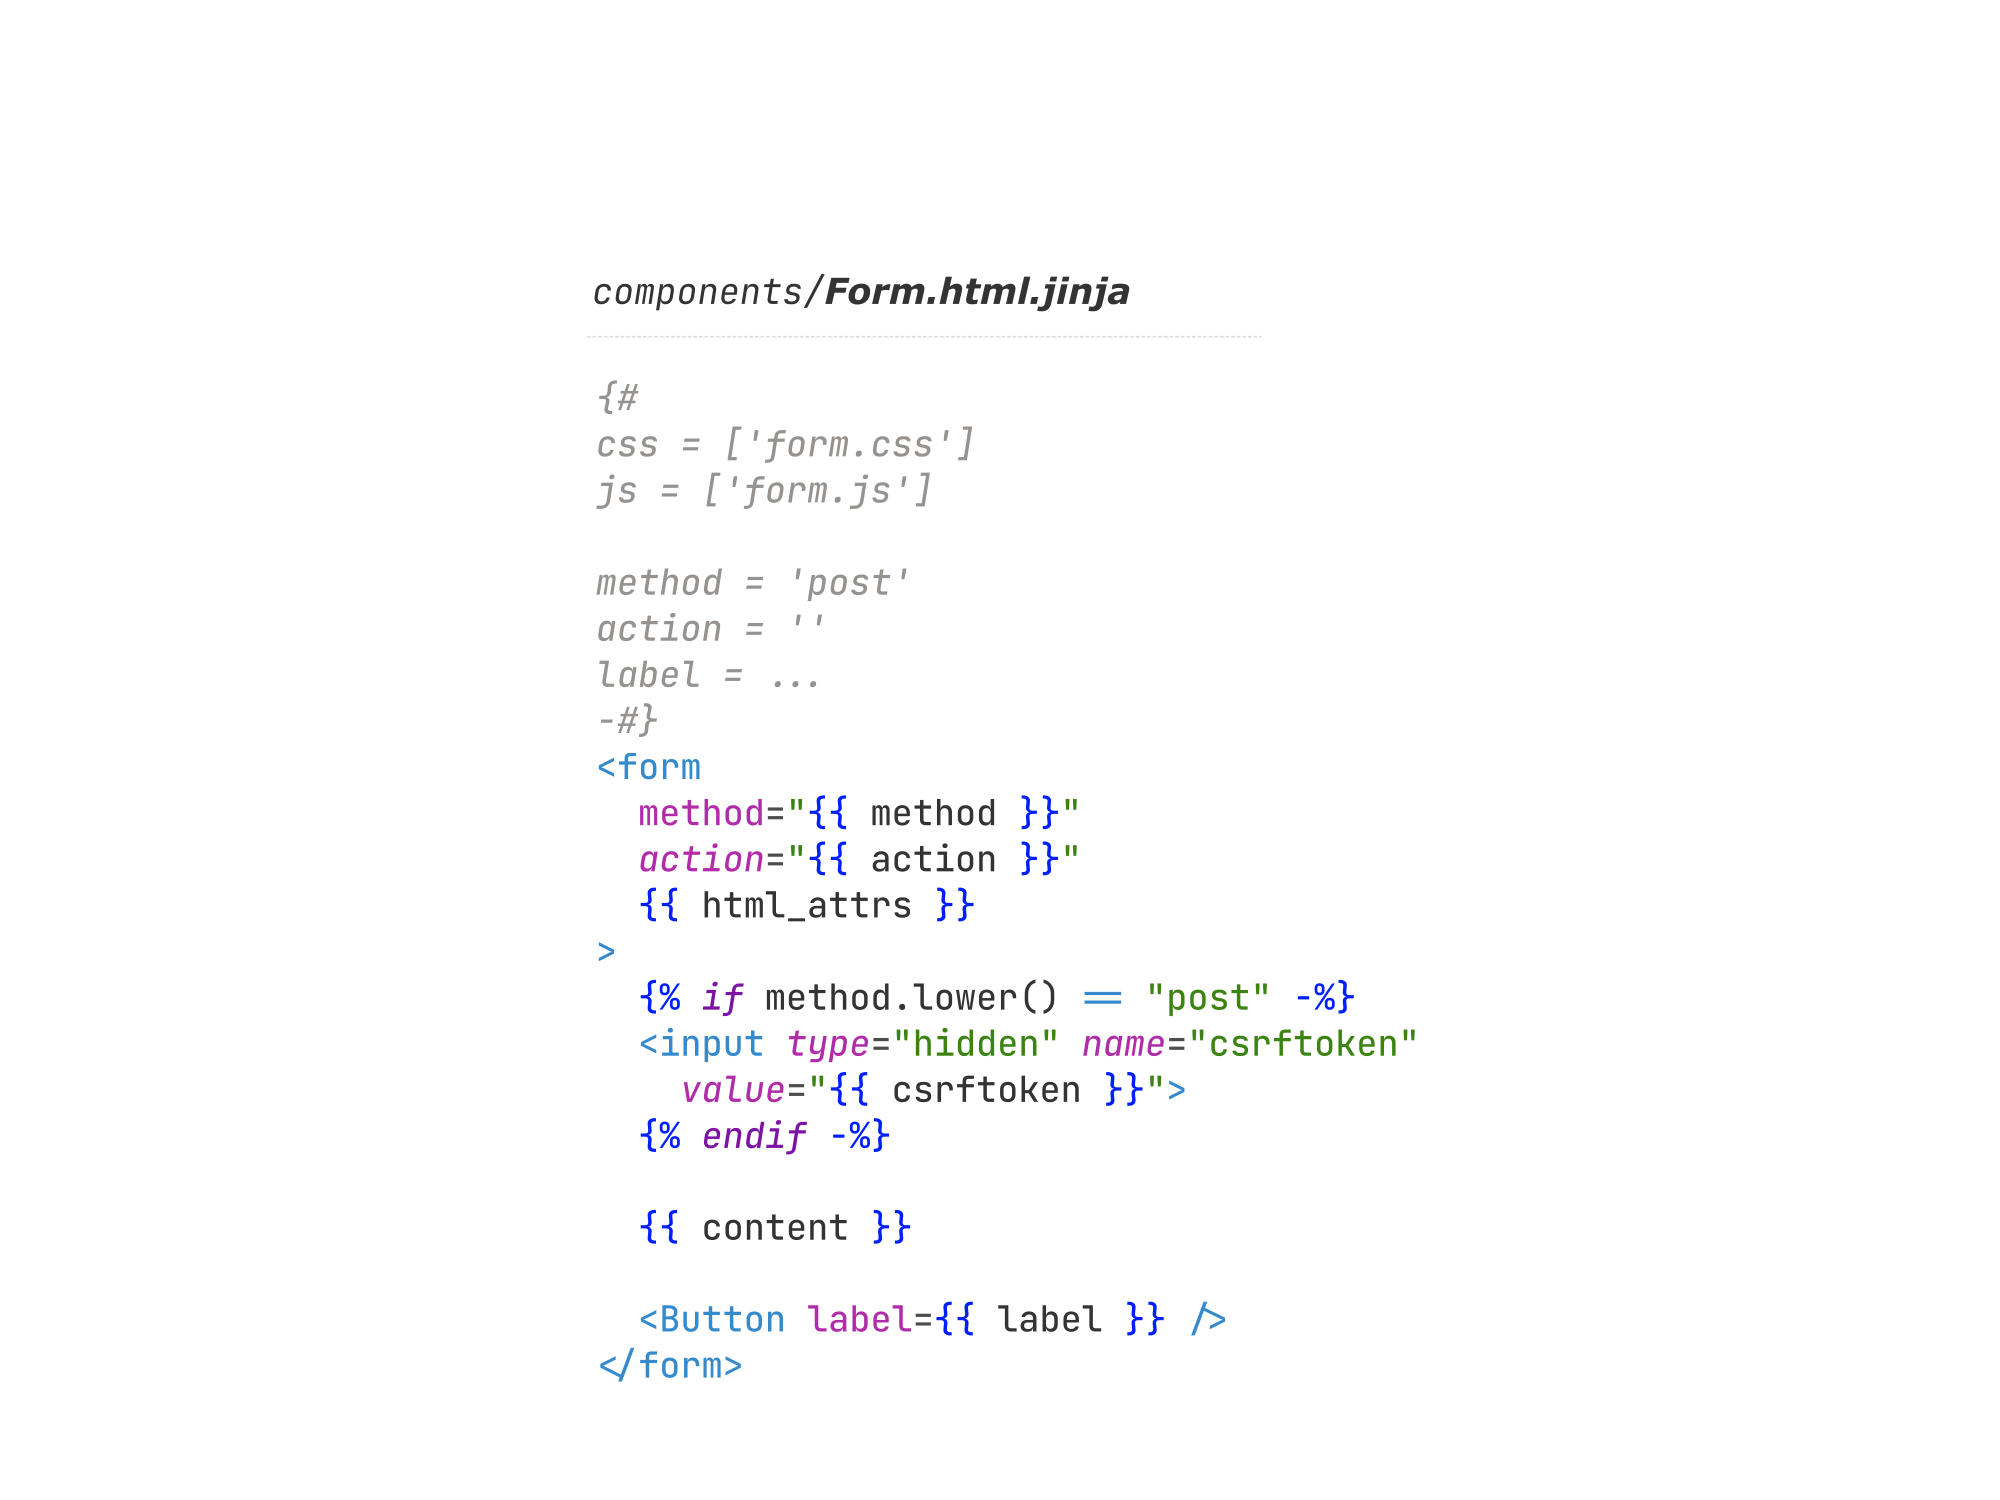 components/Form.html.jinja
{#
css = ['form.css']
js = ['form.js']

method = 'post'
action = ''
label = ...
-#}
<form
  method="{{ method }}"
  action="{{ action }}"
  {{ html_attrs }}
>
  {% if method.lower() == "post" -%}
  <input type="hidden" name="csrftoken"
    value="{{ csrftoken }}">
  {% endif -%}

  {{ content }}

  <Button label={{ label }} />
</form>